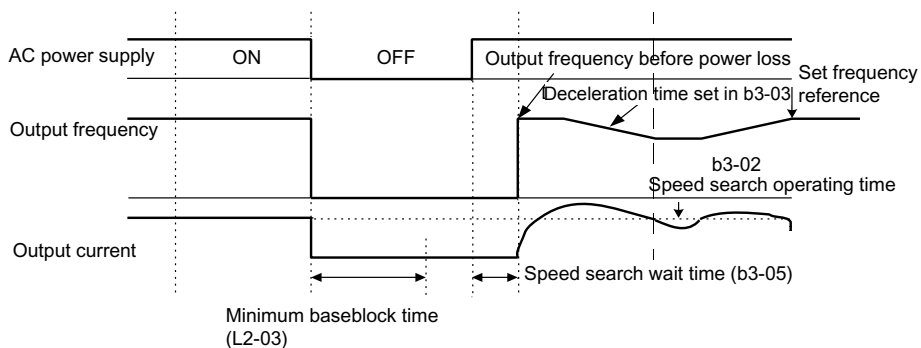 AC power supply
ON
OFF
Output frequency before power loss
Deceleration time set in b3-03
Set frequency
reference
Output frequency
b3-02
Speed search operating time
Output current
Speed search wait time (b3-05)
Minimum baseblock time
(L2-03)